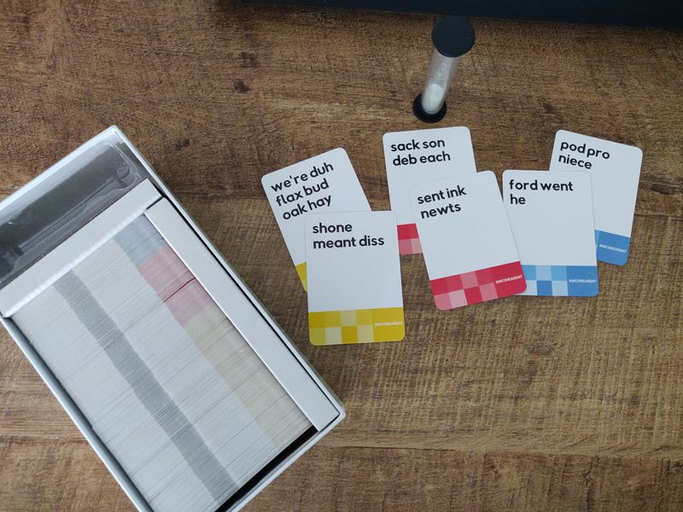 we're duh
flax bud
oak hay
shone
meant diss
sack son
deb each
sent ink
newts
ford went
he
pod pro
niece